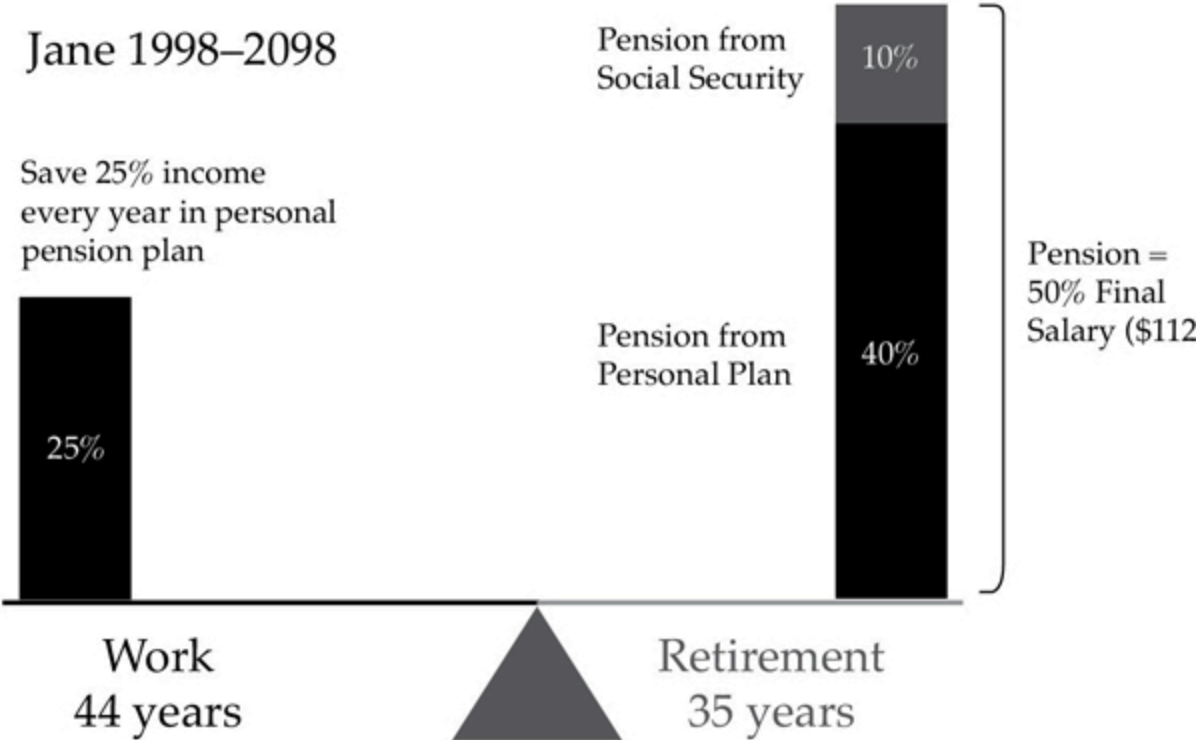 Jane 1998–2098
Save 25% income
every year in personal
pension plan
25%
Pension from
Social Security
10%
Pension from
Personal Plan
40%
Pension =
50% Final
Salary ($112
Work
44 years
Retirement
35 years